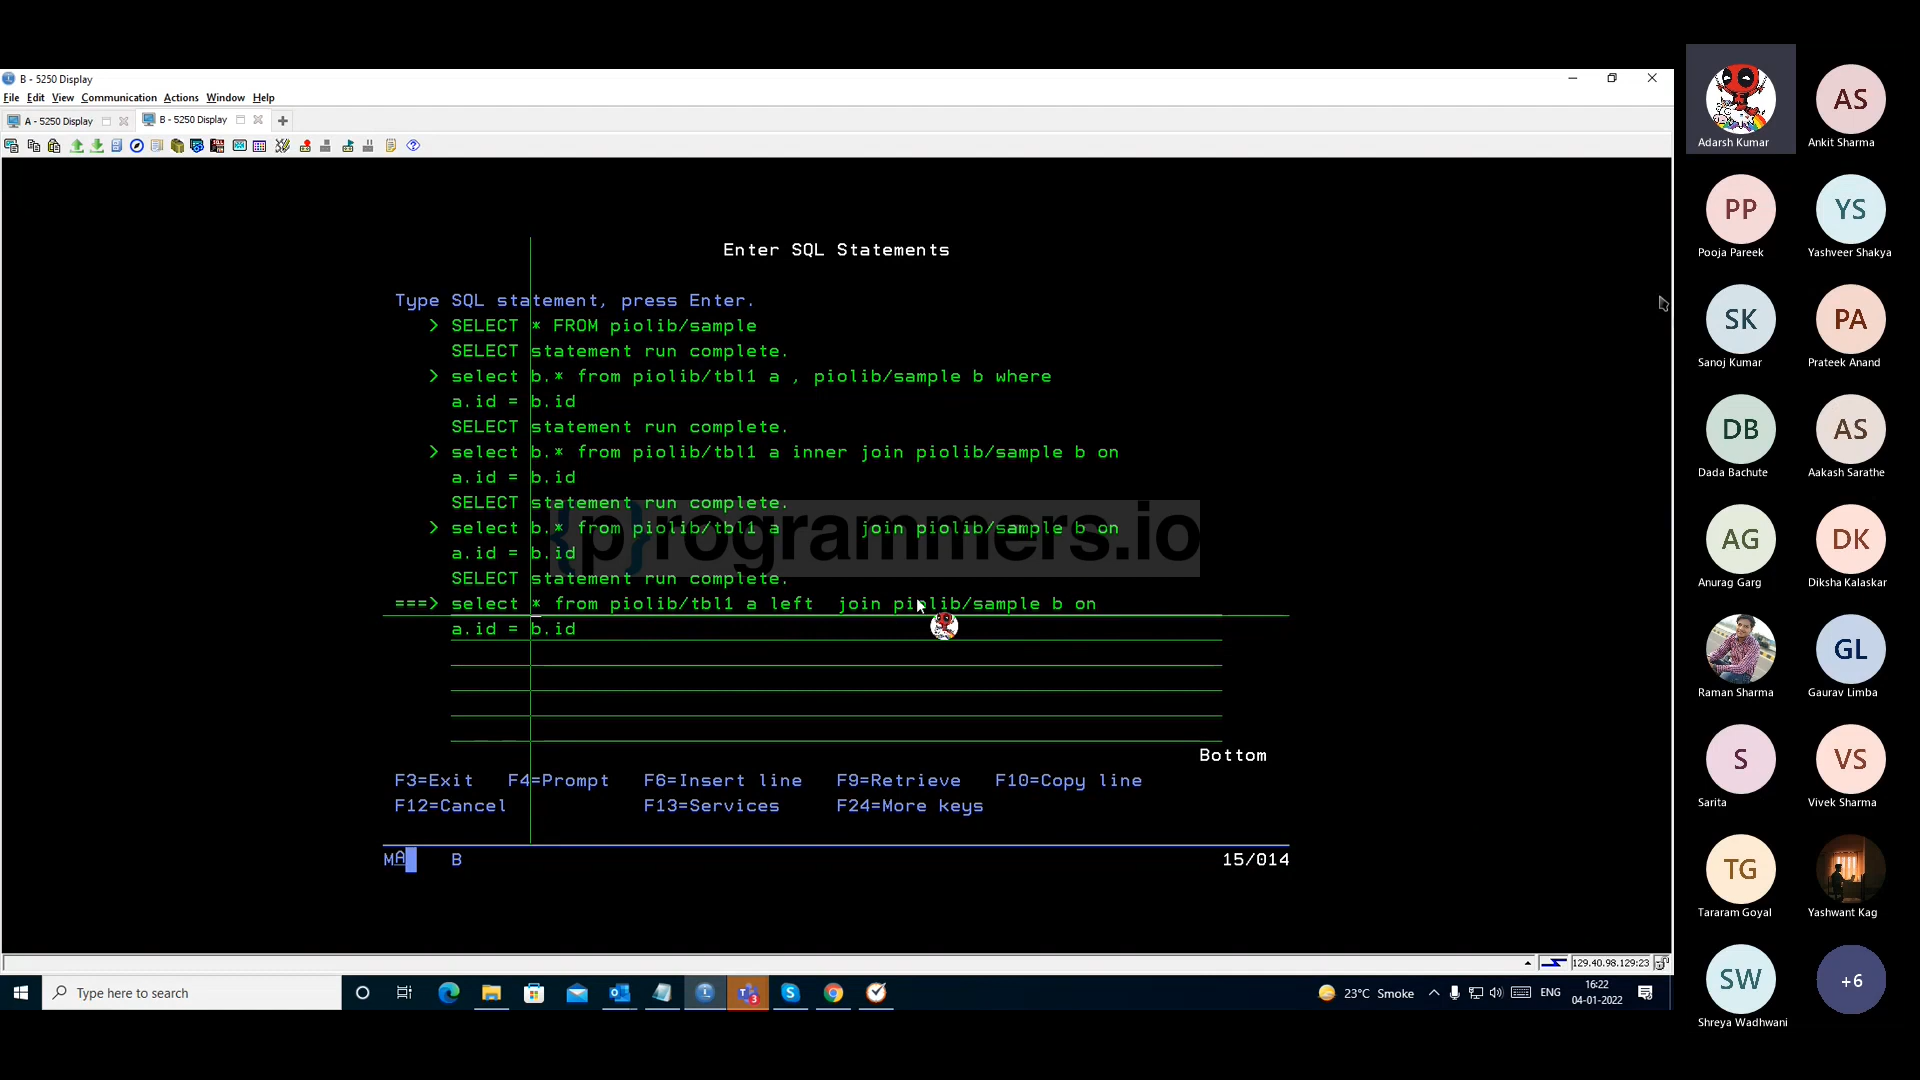 B - 5250 Display
File Edit View Communication Actions Window Help
A - 5250 Display
B - 5250 Display
Enter SQL Statements
Type SQL statement, press Enter.
> SELECT * FROM piolib/sample
SELECT statement run complete.
> select b.* from piolib/tbl1 a , piolib/sample b where
a.id = b.id
SELECT statement run complete.
> select b.* from piolib/tbl1 a inner join piolib/sample b on
a.id = b.id
SELECT statement run complete.
> select b.* from piolib/tbl1 a join piolib/sample b on
a.id = b.id
SELECT statement run complete.
===> select * from piolib/tbl1 a left join piolib/sample b on
a.id = b.id
{p}rogrammers.io
Bottom
F3=Exit F4=Prompt F6=Insert line F9=Retrieve F10=Copy line
F12=Cancel F13=Services F24=More keys
MA B 15/014
129.40.98.129:23
Type here to search
23°C Smoke
ENG
16:22
04-01-2022
Adarsh Kumar
AS
Ankit Sharma
PP
Pooja Pareek
YS
Yashveer Shakya
SK
Sanoj Kumar
PA
Prateek Anand
DB
Dada Bachute
AS
Aakash Sarathe
AG
Anurag Garg
DK
Diksha Kalaskar
Raman Sharma
GL
Gaurav Limba
S
Sarita
VS
Vivek Sharma
TG
Tararam Goyal
Yashwant Kag
SW
Shreya Wadhwani
+6